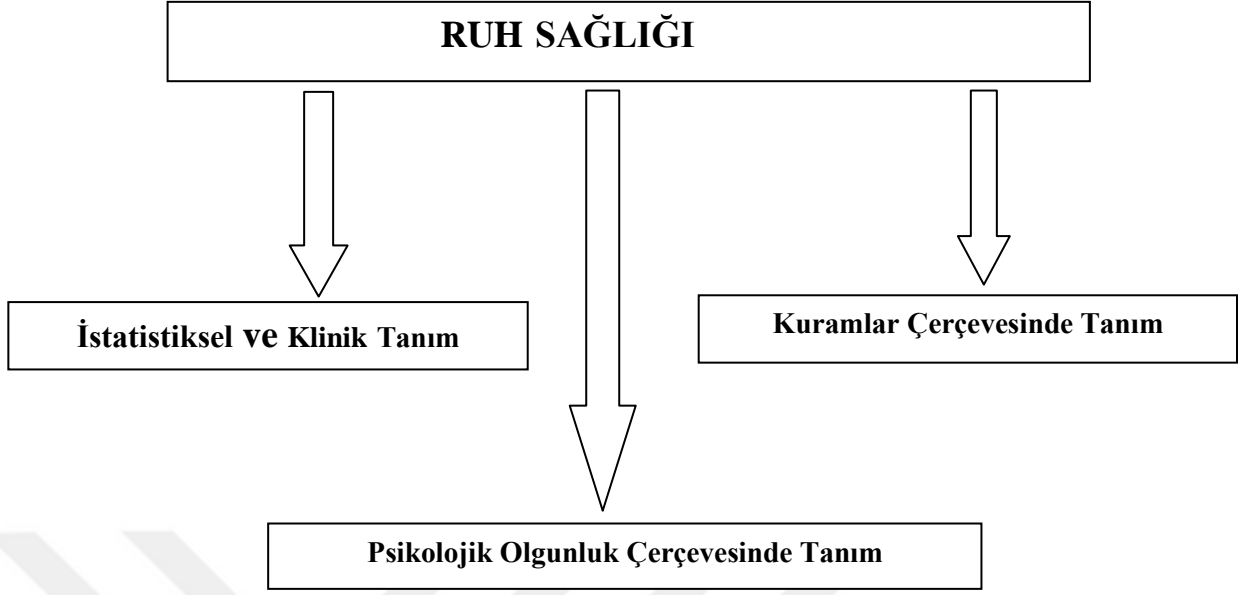 RUH SAĞLIĞI
İstatistiksel ve Klinik Tanım
Kuramlar Çerçevesinde Tanım
Psikolojik Olgunluk Çerçevesinde Tanım